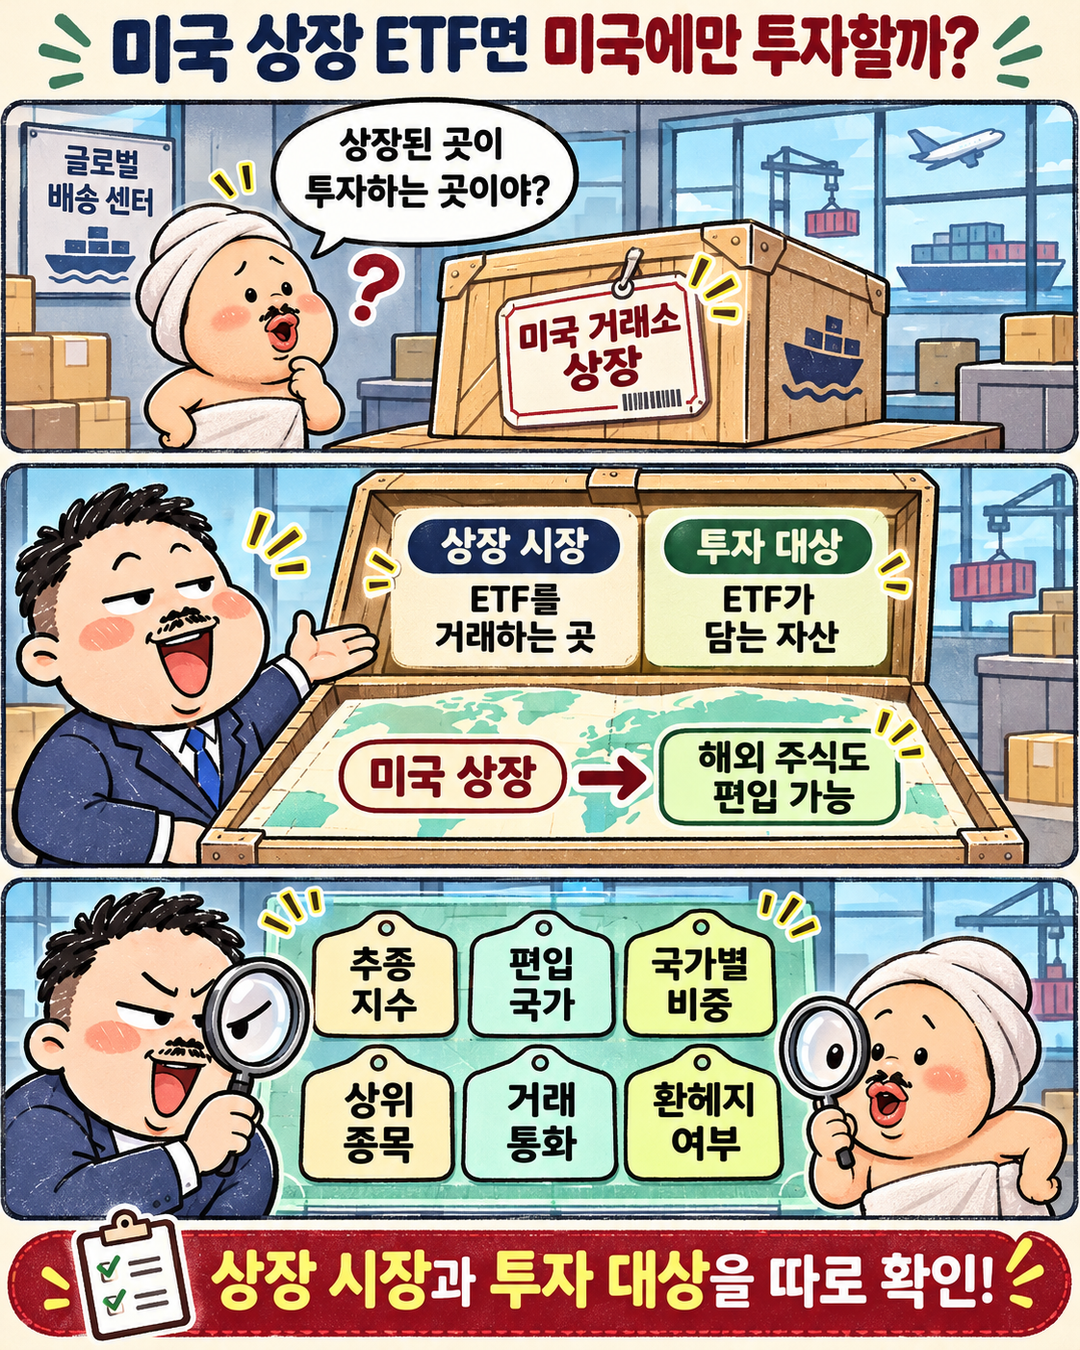 미국 상장 ETF면 미국에만 투자할까?
글로벌
배송 센터
상장된 곳이
투자하는 곳이야?
?
미국 거래소
상장
상장 시장
ETF를
거래하는 곳
투자 대상
ETF가
담는 자산
미국 상장
해외 주식도
편입 가능
추종
지수
편입
국가
국가별
비중
상위
종목
거래
통화
환헤지
여부
상장 시장과 투자 대상을 따로 확인!